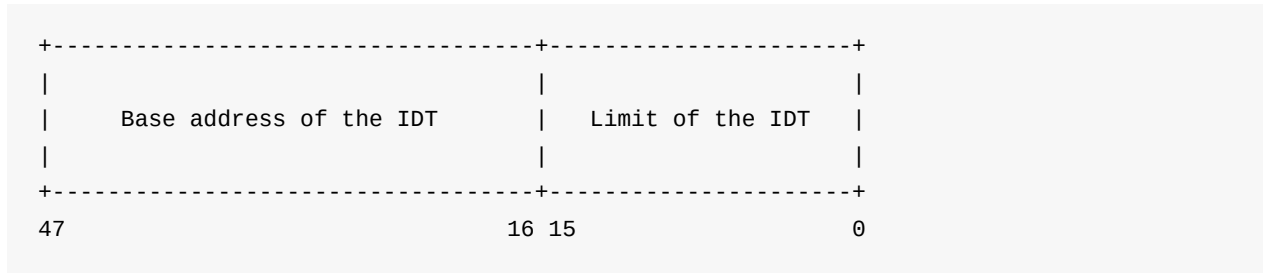 +-----------------------------------+----------------------+
|                                   |                      |
|     Base address of the IDT       |   Limit of the IDT   |
|                                   |                      |
+-----------------------------------+----------------------+
47                                16 15                    0